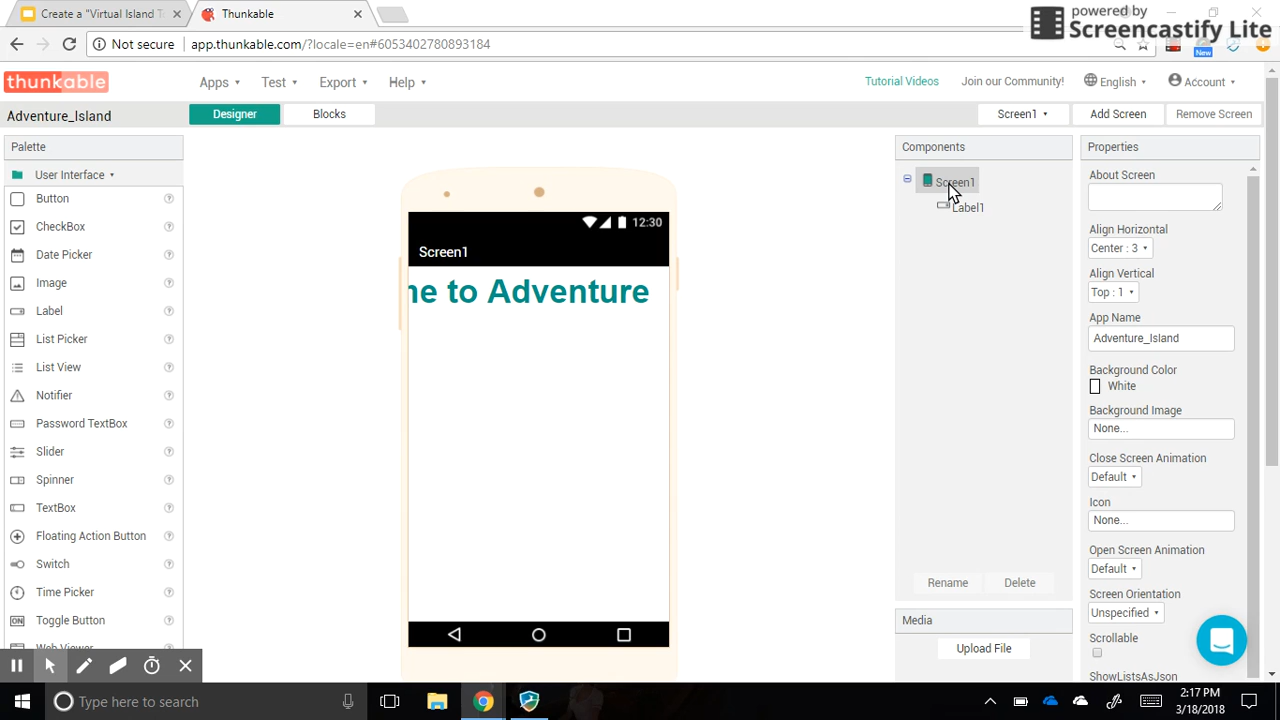 Create a "Virtual Island To
Thunkable
powered by
Screencastify Lite
Not secure
app.thunkable.com/?locale=en#6053402780893184
New
thunkable
Apps
Test
Export
Help
Tutorial Videos
Join our Community!
English
Account
Adventure_Island
Designer
Blocks
Screen1
Add Screen
Remove Screen
Palette
User Interface
Button
CheckBox
Date Picker
Image
Label
List Picker
List View
Notifier
Password TextBox
Slider
Spinner
TextBox
Floating Action Button
Switch
Time Picker
Toggle Button
Web Viewer
12:30
Screen1
ne to Adventure
Components
Screen1
Label1
Rename
Delete
Media
Upload File
Properties
About Screen
Align Horizontal
Center : 3
Align Vertical
Top : 1
App Name
Adventure_Island
Background Color
White
Background Image
None...
Close Screen Animation
Default
Icon
None...
Open Screen Animation
Default
Screen Orientation
Unspecified
Scrollable
ShowListsAsJson
Type here to search
2:17 PM
3/18/2018